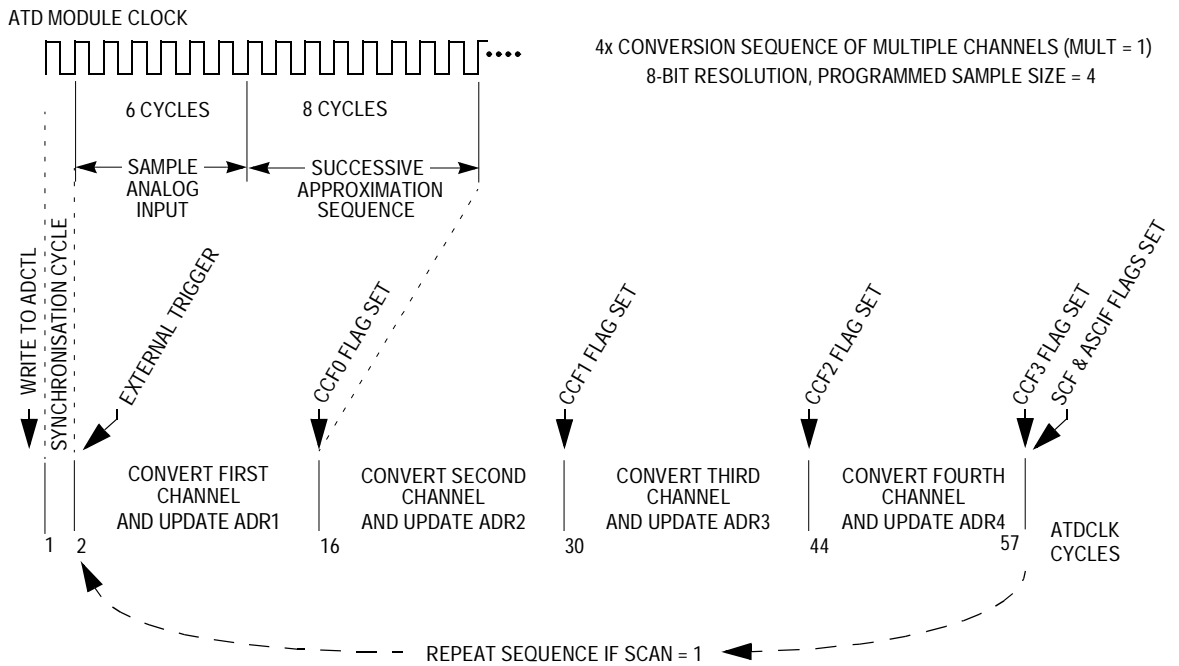 ATD MODULE CLOCK
4x CONVERSION SEQUENCE OF MULTIPLE CHANNELS (MULT = 1)
8-BIT RESOLUTION, PROGRAMMED SAMPLE SIZE = 4
6 CYCLES
8 CYCLES
SAMPLE
ANALOG
INPUT
SUCCESSIVE
APPROXIMATION
SEQUENCE
WRITE TO ADCTL
SYNCHRONISATION CYCLE
EXTERNAL TRIGGER
CCF0 FLAG SET
CCF1 FLAG SET
CCF2 FLAG SET
CCF3 FLAG SET
SCF & ASCIF FLAGS SET
CONVERT FIRST
CHANNEL
AND UPDATE ADR1
CONVERT SECOND
CHANNEL
AND UPDATE ADR2
CONVERT THIRD
CHANNEL
AND UPDATE ADR3
CONVERT FOURTH
CHANNEL
AND UPDATE ADR4
1
2
16
30
44
57
ATDCLK
CYCLES
REPEAT SEQUENCE IF SCAN = 1